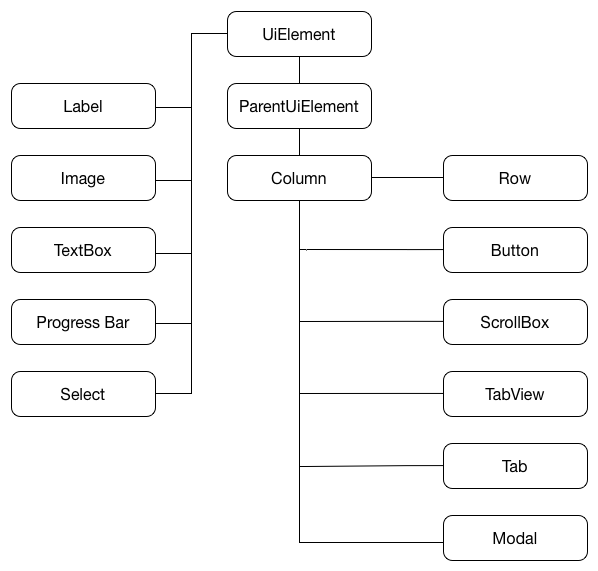 UiElement
Label
ParentUiElement
Image
Column
Row
TextBox
Button
Progress Bar
ScrollBox
Select
TabView
Tab
Modal